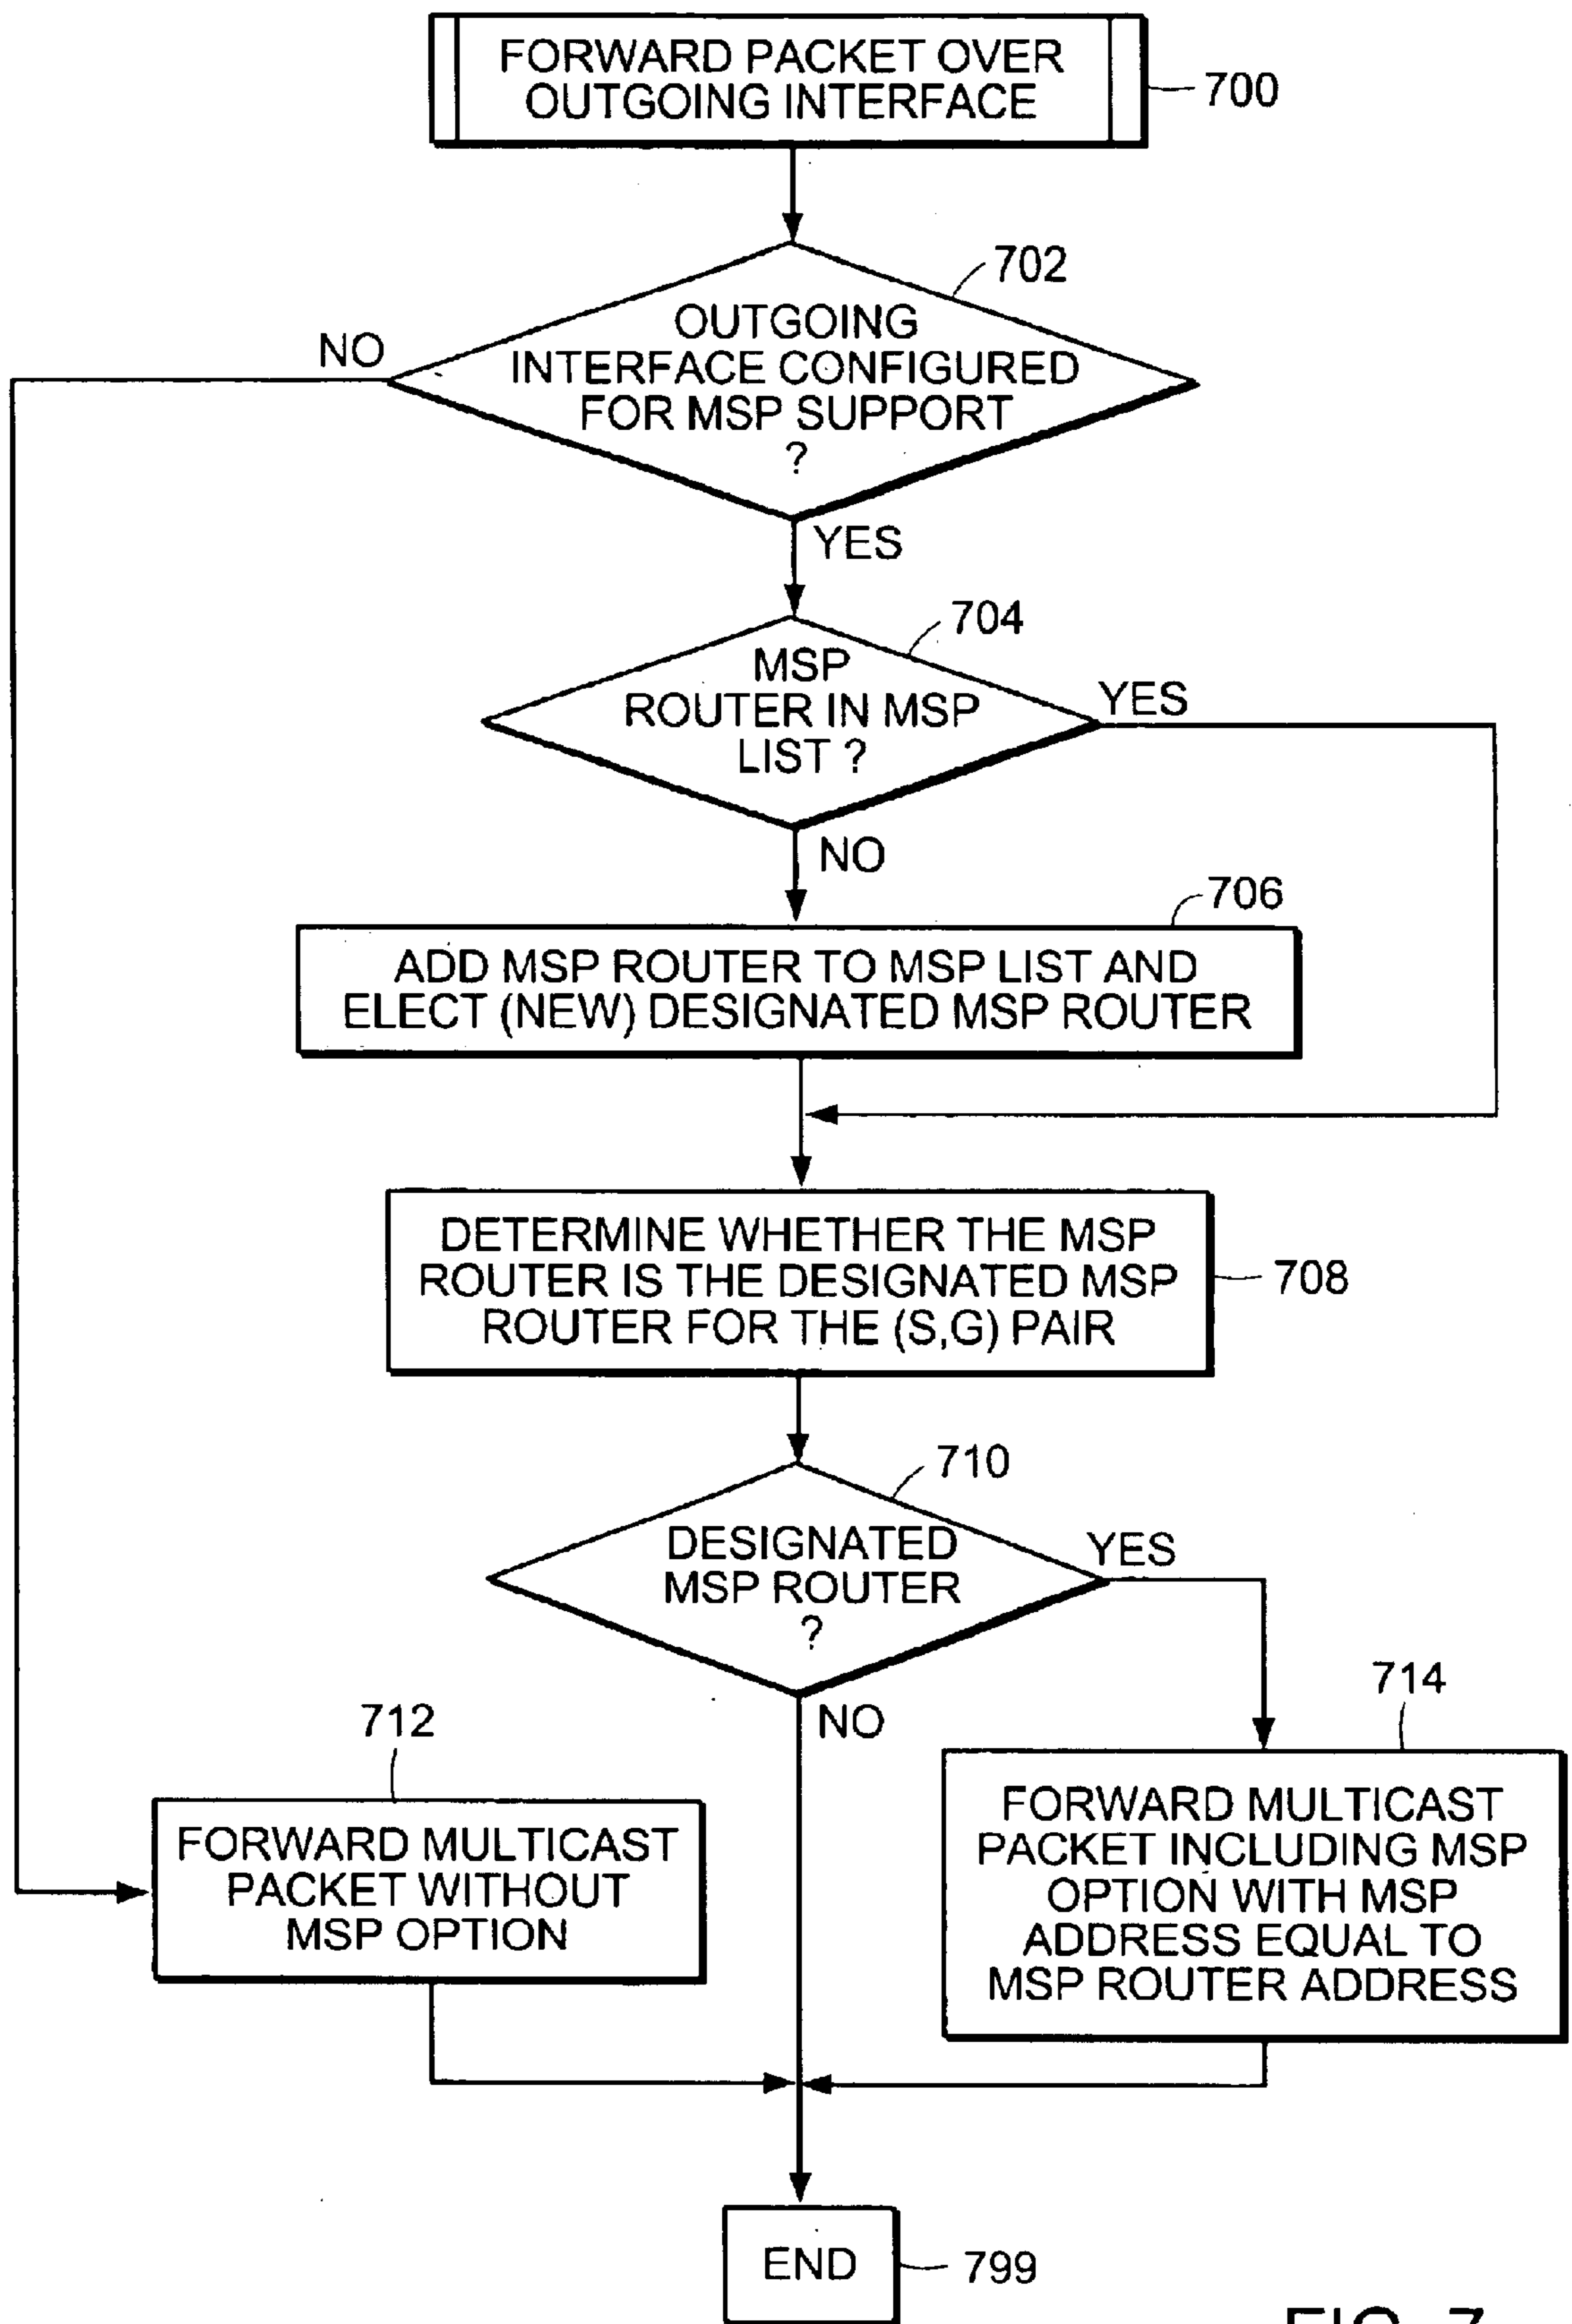 FORWARD PACKET OVER
OUTGOING INTERFACE
700
702
OUTGOING
INTERFACE CONFIGURED
FOR MSP SUPPORT
?
NO
YES
704
MSP
ROUTER IN MSP
LIST ?
YES
NO
706
ADD MSP ROUTER TO MSP LIST AND
ELECT (NEW) DESIGNATED MSP ROUTER
DETERMINE WHETHER THE MSP
ROUTER IS THE DESIGNATED MSP
ROUTER FOR THE (S,G) PAIR
708
710
DESIGNATED
MSP ROUTER
?
YES
NO
712
FORWARD MULTICAST
PACKET WITHOUT
MSP OPTION
714
FORWARD MULTICAST
PACKET INCLUDING MSP
OPTION WITH MSP
ADDRESS EQUAL TO
MSP ROUTER ADDRESS
END
799
FIG. 7